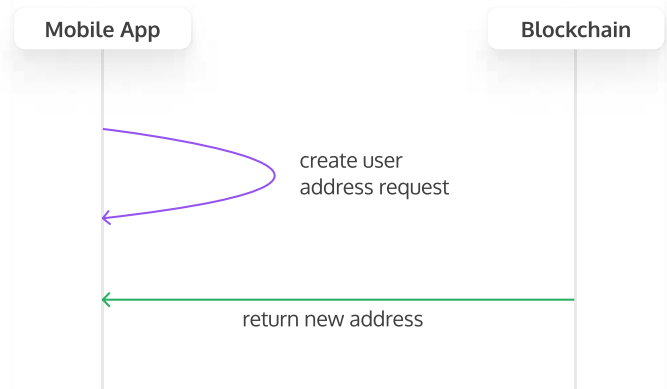 Mobile App
Blockchain
create user
address request
return new address